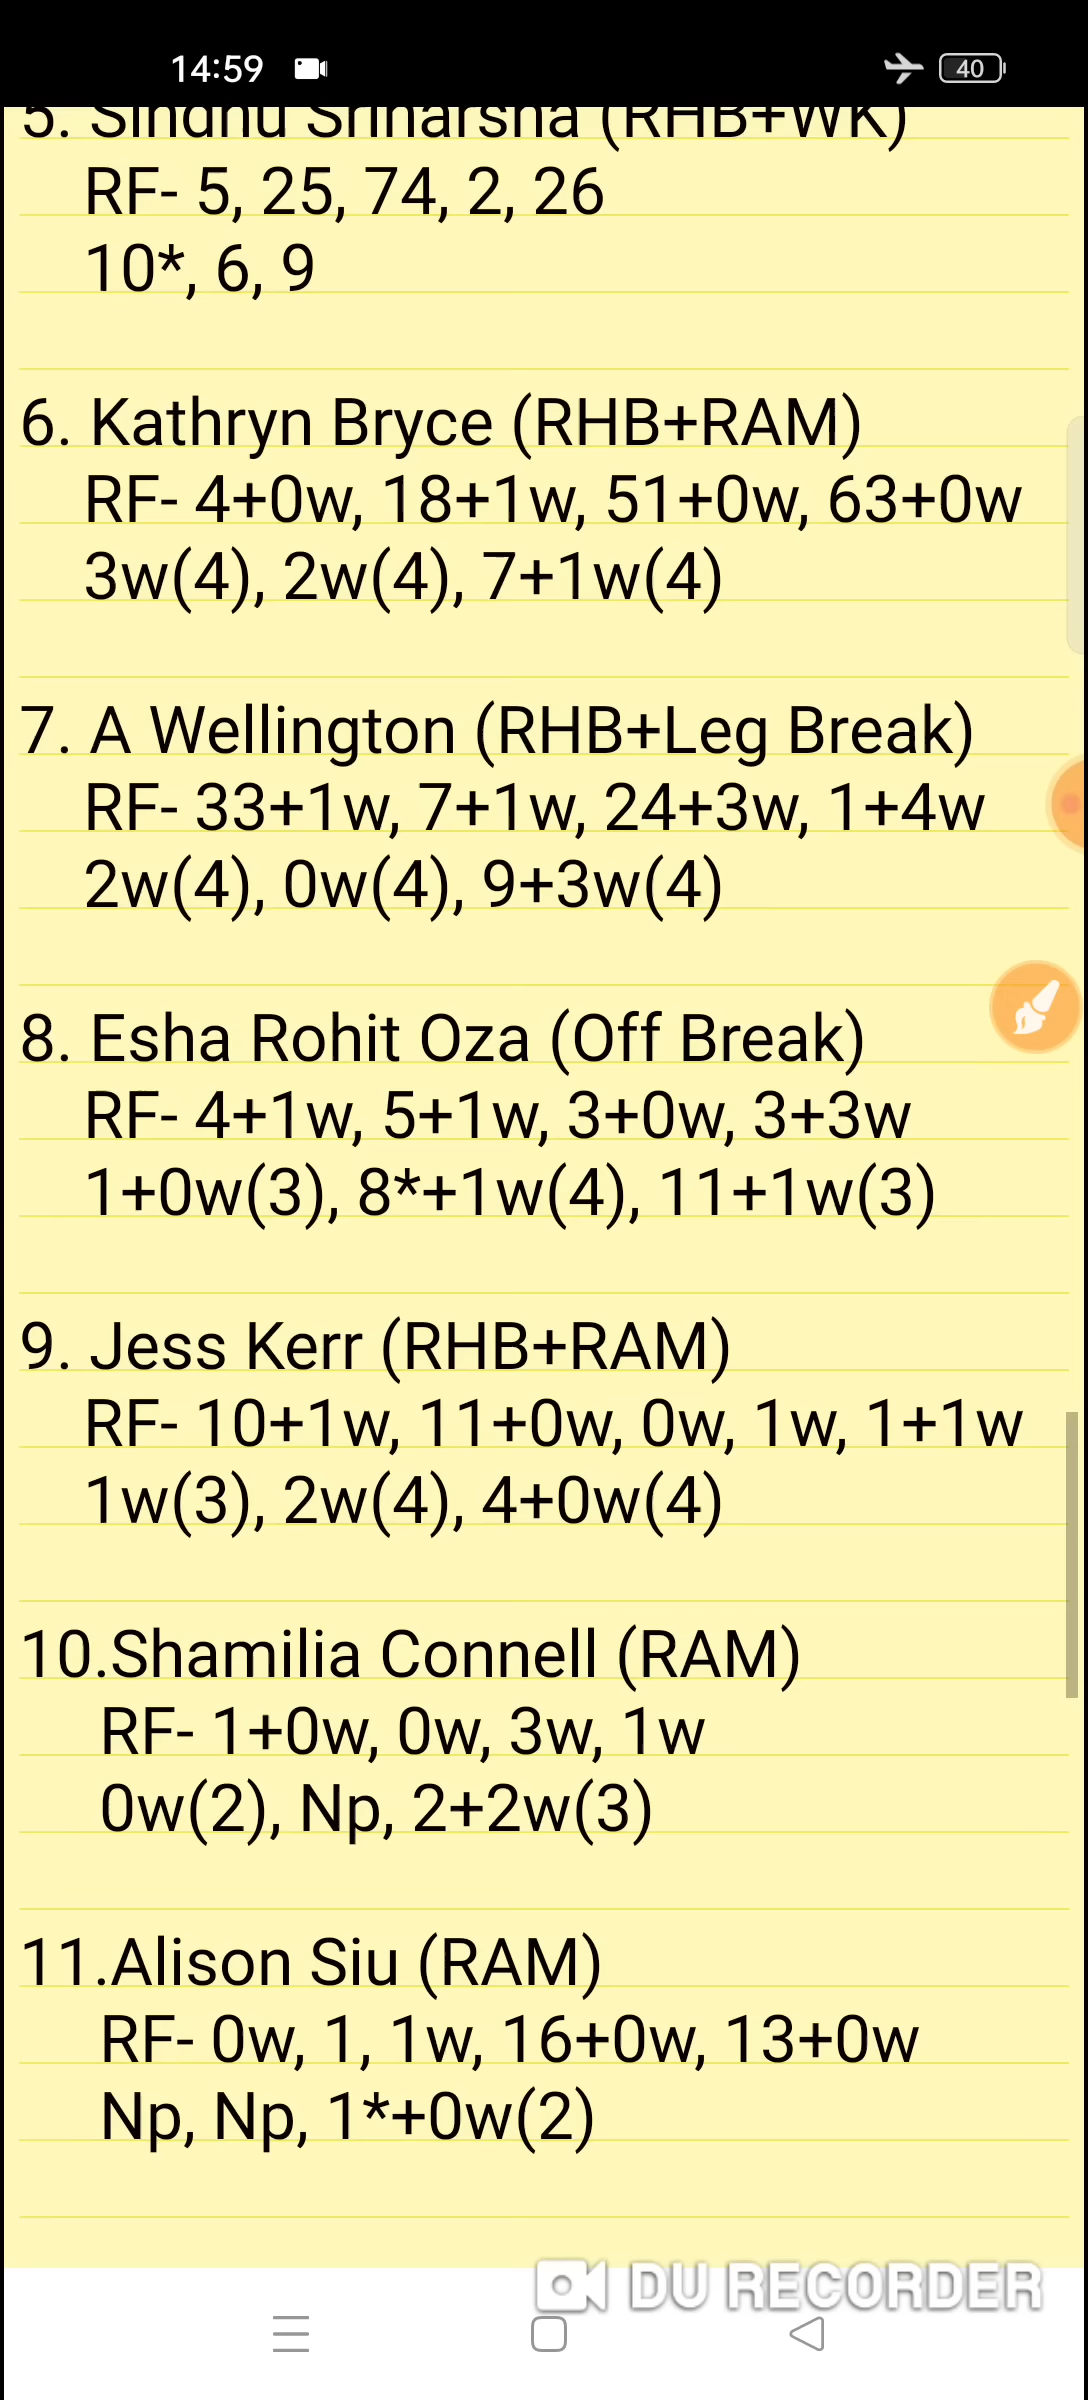 14:59
40
5. Sindhu Sriharsha (RHB+WK)
RF- 5, 25, 74, 2, 26
10*, 6, 9
6. Kathryn Bryce (RHB+RAM)
RF- 4+0w, 18+1w, 51+0w, 63+0w
3w(4), 2w(4), 7+1w(4)
7. A Wellington (RHB+Leg Break)
RF- 33+1w, 7+1w, 24+3w, 1+4w
2w(4), 0w(4), 9+3w(4)
8. Esha Rohit Oza (Off Break)
RF- 4+1w, 5+1w, 3+0w, 3+3w
1+0w(3), 8*+1w(4), 11+1w(3)
9. Jess Kerr (RHB+RAM)
RF- 10+1w, 11+0w, 0w, 1w, 1+1w
1w(3), 2w(4), 4+0w(4)
10.Shamilia Connell (RAM)
RF- 1+0w, 0w, 3w, 1w
0w(2), Np, 2+2w(3)
11.Alison Siu (RAM)
RF- 0w, 1, 1w, 16+0w, 13+0w
Np, Np, 1*+0w(2)
DU RECORDER